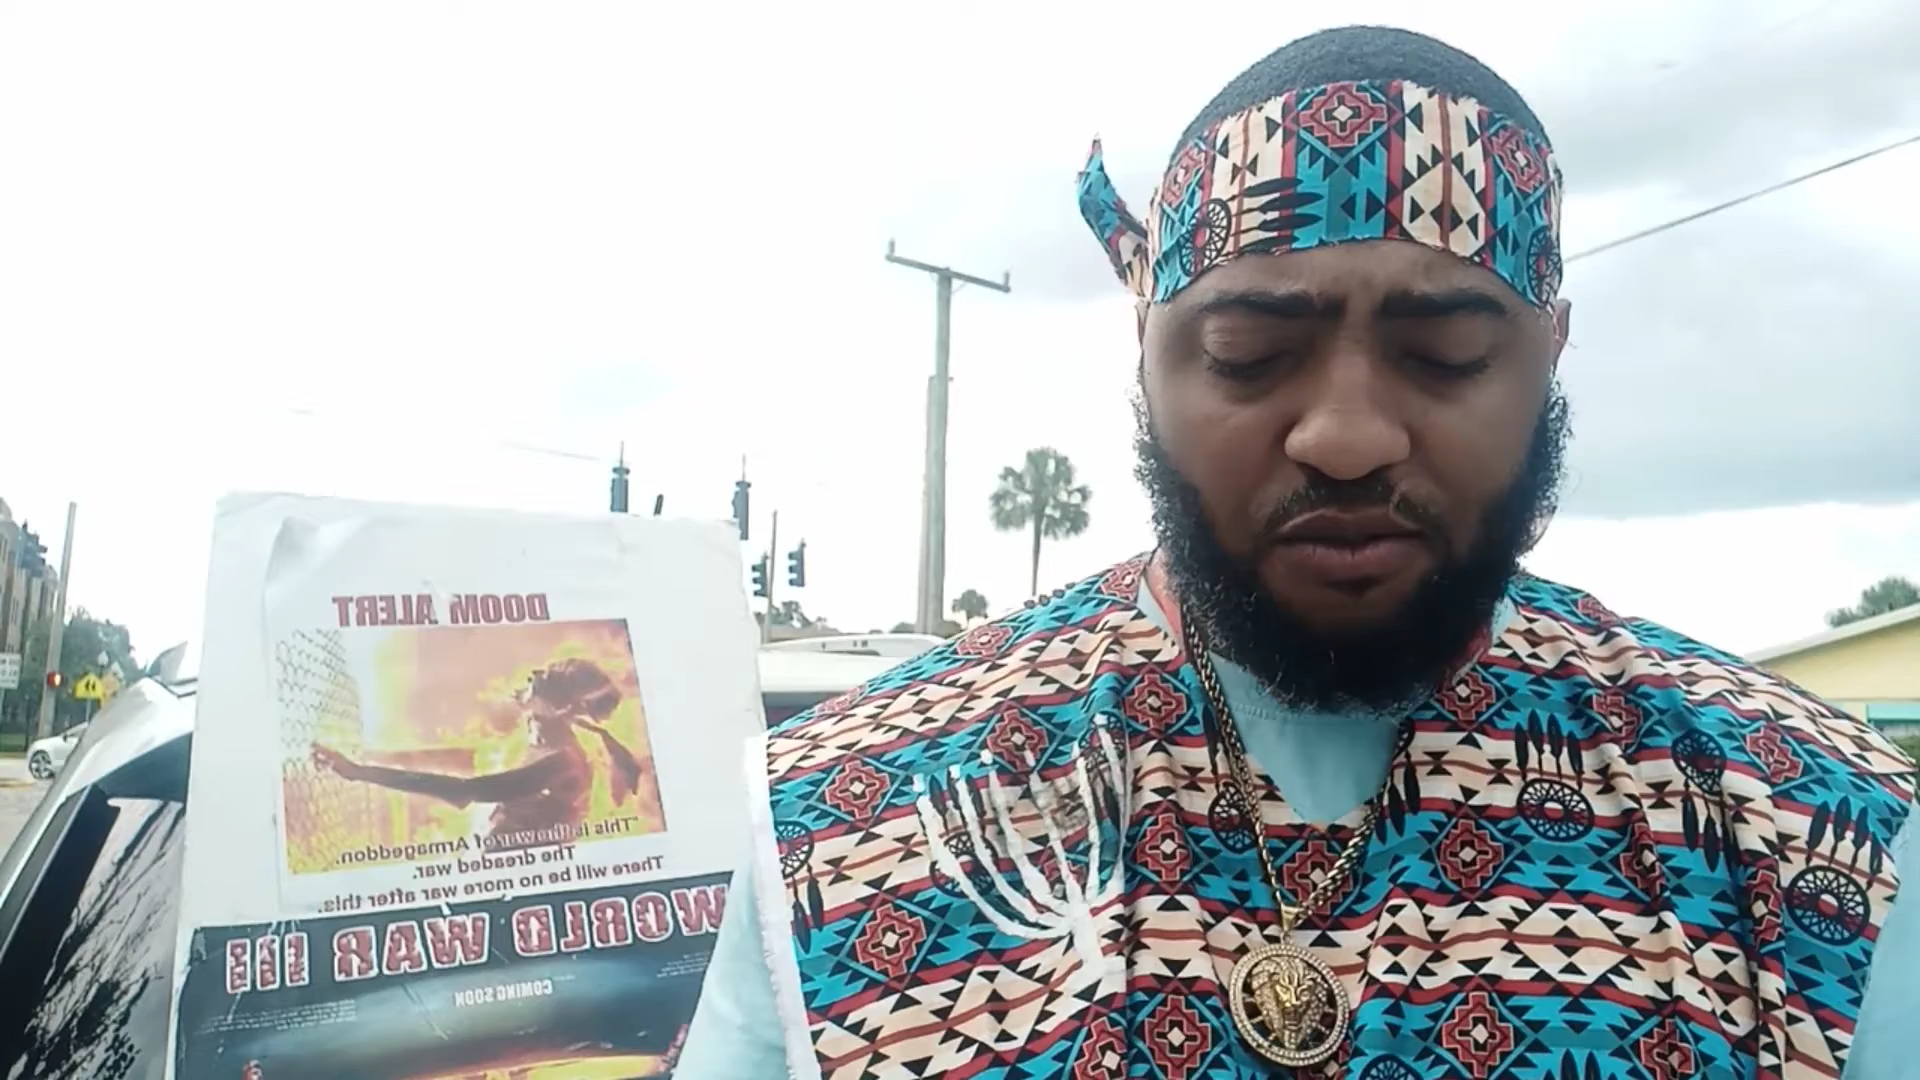 DOOM ALERT
"This is the war of Armageddon.
The dreaded war.
There will be no more war after this.
WORLD WAR III
COMING SOON